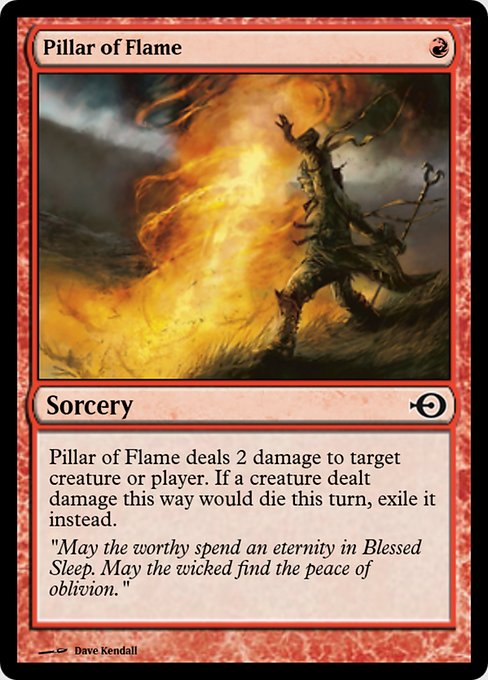 Pillar of Flame
Sorcery
Pillar of Flame deals 2 damage to target
creature or player. If a creature dealt
damage this way would die this turn, exile it
instead.
"May the worthy spend an eternity in Blessed
Sleep. May the wicked find the peace of
oblivion."
Dave Kendall